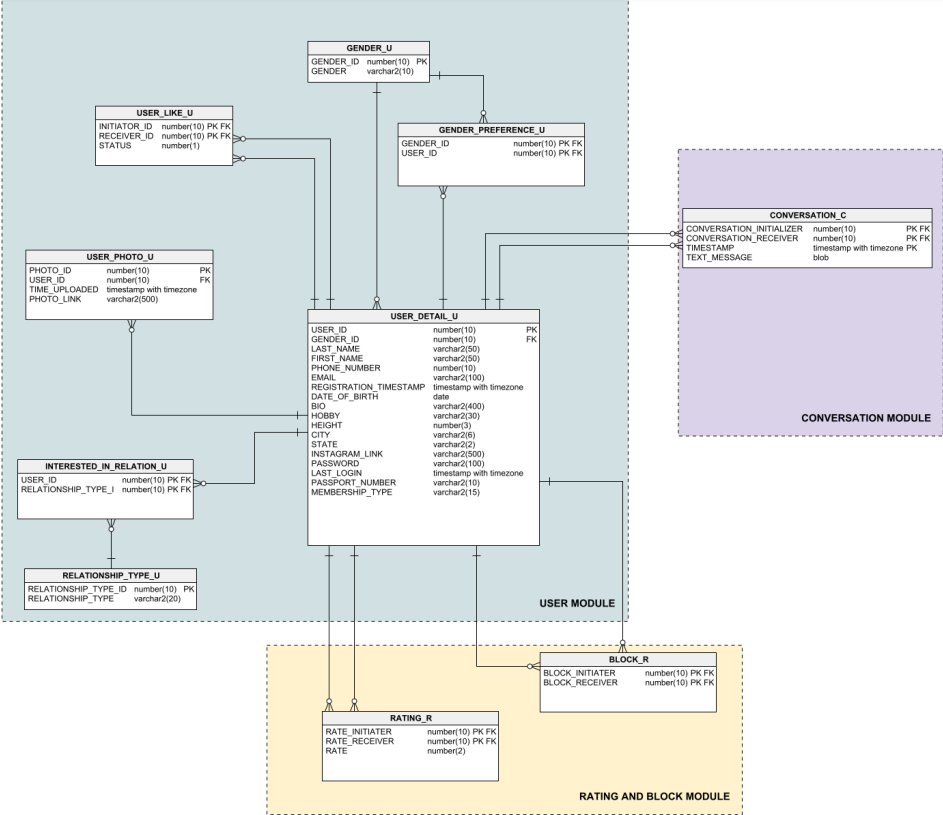 GENDER_U
GENDER_ID number(10) PK
GENDER varchar2(10)
USER_LIKE_U
INITIATOR_ID number(10) PK FK
RECEIVER_ID number(10) PK FK
STATUS number(1)
GENDER_PREFERENCE_U
GENDER_ID number(10) PK FK
USER_ID number(10) PK FK
CONVERSATION_C
CONVERSATION_INITIALIZER number(10) PK FK
CONVERSATION_RECEIVER number(10) PK FK
TIMESTAMP timestamp with timezone PK
TEXT_MESSAGE blob
CONVERSATION MODULE
USER_PHOTO_U
PHOTO_ID number(10) PK
USER_ID number(10) FK
TIME_UPLOADED timestamp with timezone
PHOTO_LINK varchar2(500)
USER_DETAIL_U
USER_ID number(10) PK
GENDER_ID number(10) FK
LAST_NAME varchar2(50)
FIRST_NAME varchar2(50)
PHONE_NUMBER number(10)
EMAIL varchar2(100)
REGISTRATION_TIMESTAMP timestamp with timezone
DATE_OF_BIRTH date
BIO varchar2(400)
HOBBY varchar2(30)
HEIGHT number(3)
CITY varchar2(6)
STATE varchar2(2)
INSTAGRAM_LINK varchar2(500)
PASSWORD varchar2(100)
LAST_LOGIN timestamp with timezone
PASSPORT_NUMBER varchar2(10)
MEMBERSHIP_TYPE varchar2(15)
INTERESTED_IN_RELATION_U
USER_ID number(10) PK FK
RELATIONSHIP_TYPE_I number(10) PK FK
RELATIONSHIP_TYPE_U
RELATIONSHIP_TYPE_ID number(10) PK
RELATIONSHIP_TYPE varchar2(20)
USER MODULE
BLOCK_R
BLOCK_INITIATER number(10) PK FK
BLOCK_RECEIVER number(10) PK FK
RATING_R
RATE_INITIATER number(10) PK FK
RATE_RECEIVER number(10) PK FK
RATE number(2)
RATING AND BLOCK MODULE